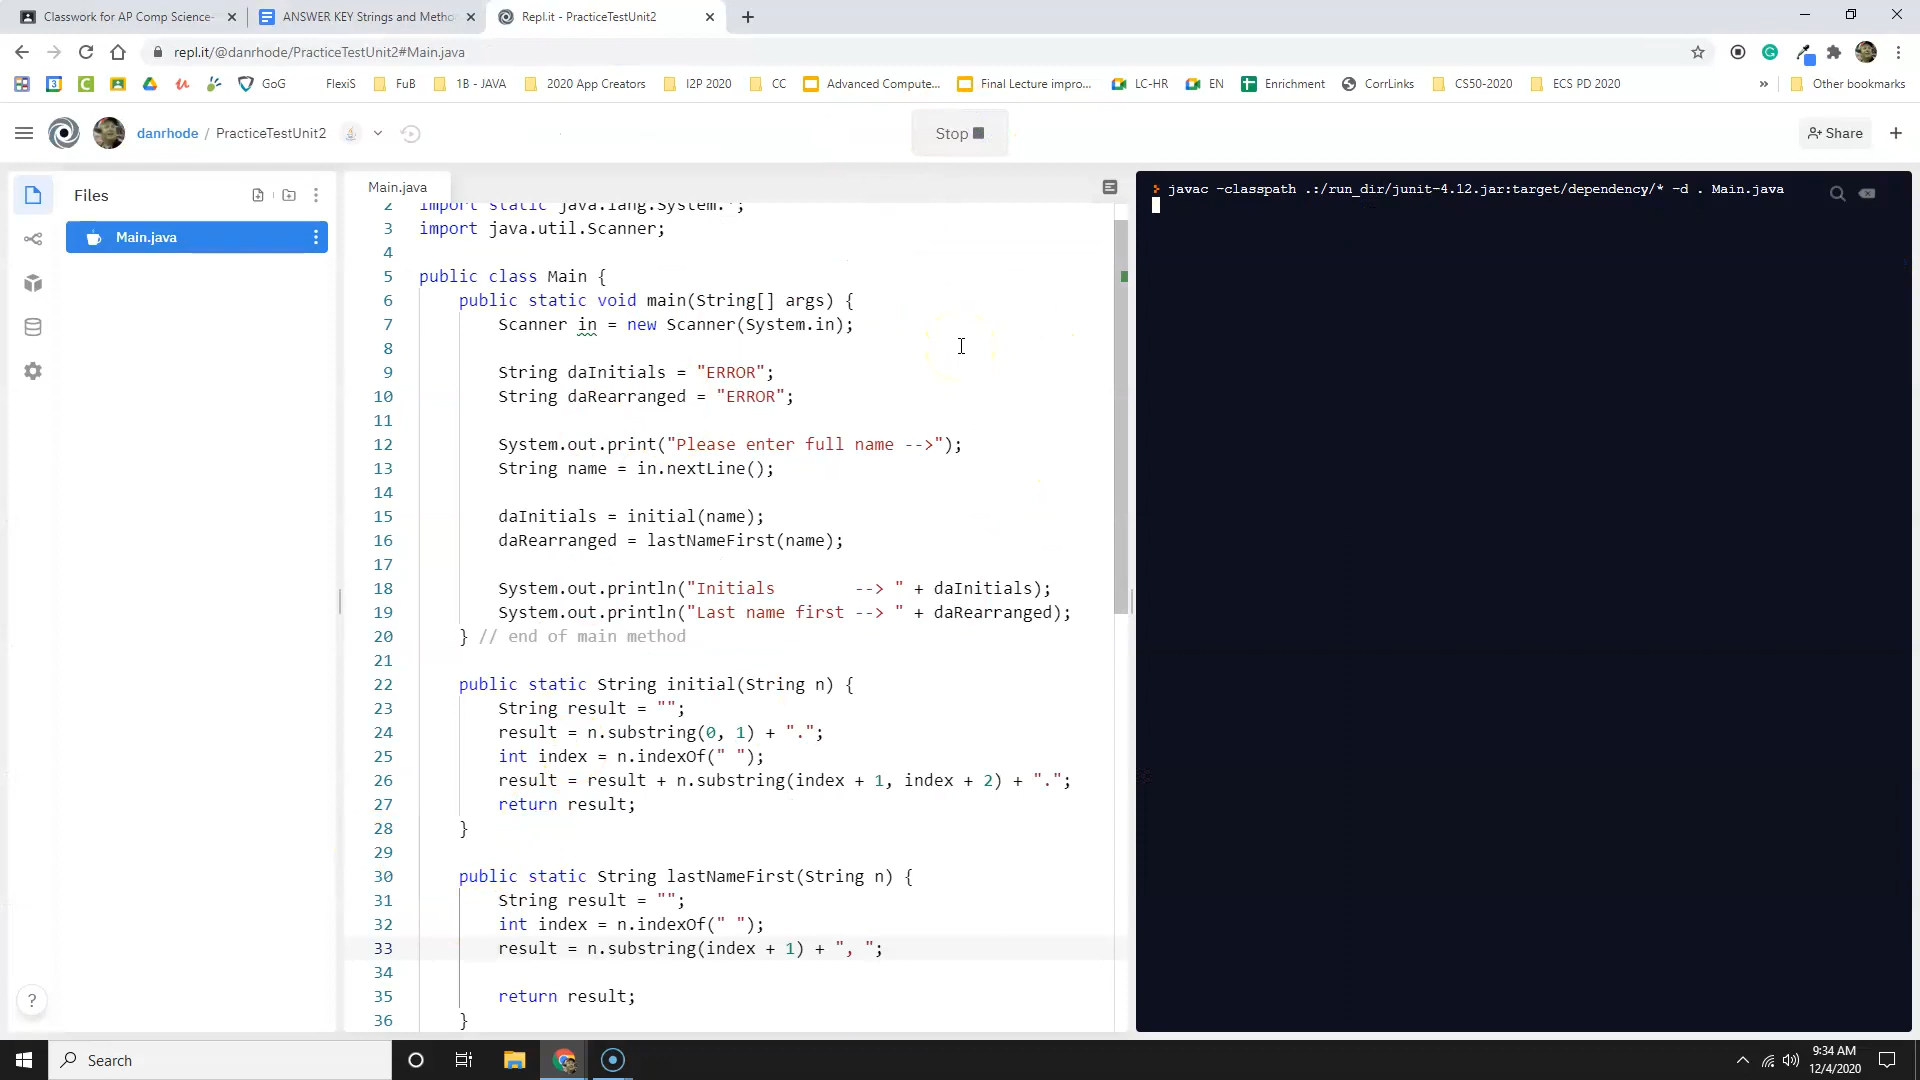 Classwork for AP Comp Science-
ANSWER KEY Strings and Metho
Repl.it - PracticeTestUnit2
repl.it/@danrhode/PracticeTestUnit2#Main.java
GoG
FlexiS
FuB
1B - JAVA
2020 App Creators
I2P 2020
CC
Advanced Compute...
Final Lecture impro...
LC-HR
EN
Enrichment
CorrLinks
CS50-2020
ECS PD 2020
»
Other bookmarks
danrhode / PracticeTestUnit2
Stop
Share
Files
Main.java
Main.java
2 import static java.lang.System.*;
3 import java.util.Scanner;
4
5 public class Main {
6 public static void main(String[] args) {
7 Scanner in = new Scanner(System.in);
8
9 String daInitials = "ERROR";
10 String daRearranged = "ERROR";
11
12 System.out.print("Please enter full name -->");
13 String name = in.nextLine();
14
15 daInitials = initial(name);
16 daRearranged = lastNameFirst(name);
17
18 System.out.println("Initials        --> " + daInitials);
19 System.out.println("Last name first --> " + daRearranged);
20 } // end of main method
21
22 public static String initial(String n) {
23 String result = "";
24 result = n.substring(0, 1) + ".";
25 int index = n.indexOf(" ");
26 result = result + n.substring(index + 1, index + 2) + ".";
27 return result;
28 }
29
30 public static String lastNameFirst(String n) {
31 String result = "";
32 int index = n.indexOf(" ");
33 result = n.substring(index + 1) + ", ";
34
35 return result;
36 }
javac -classpath .:/run_dir/junit-4.12.jar:target/dependency/* -d . Main.java
?
Search
9:34 AM
12/4/2020